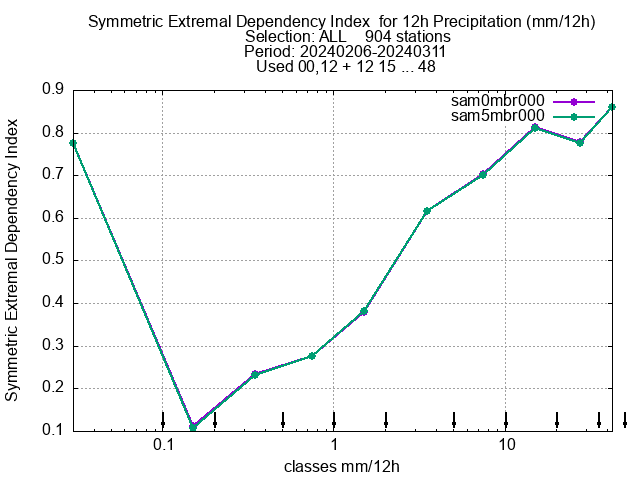 Symmetric Extremal Dependency Index  for 12h Precipitation (mm/12h)
Selection: ALL    904 stations
Period: 20240206-20240311
Used 00,12 + 12 15 ... 48
sam0mbr000
sam5mbr000
0.9
0.8
0.7
0.6
0.5
0.4
0.3
0.2
0.1
Symmetric Extremal Dependency Index
0.1 1 10
classes mm/12h